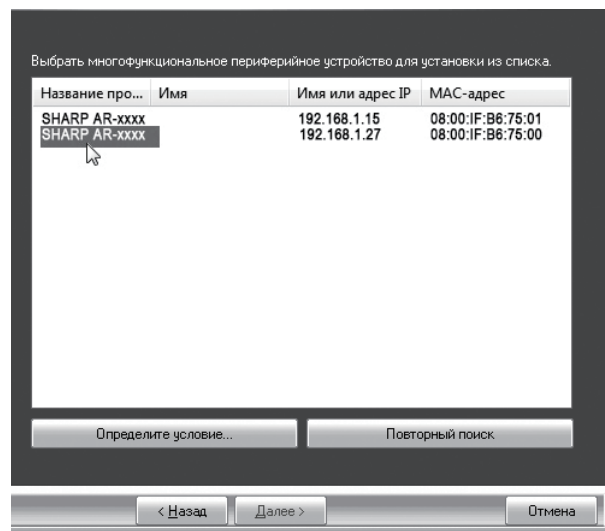 Выбрать многофункциональное периферийное устройство для установки из списка.
Название про... Имя Имя или адрес IP MAC-адрес
SHARP AR-xxxx 192.168.1.15 08:00:IF:B6:75:01
SHARP AR-xxxx 192.168.1.27 08:00:IF:B6:75:00
Определите условие... Повторный поиск
< Назад Далее > Отмена